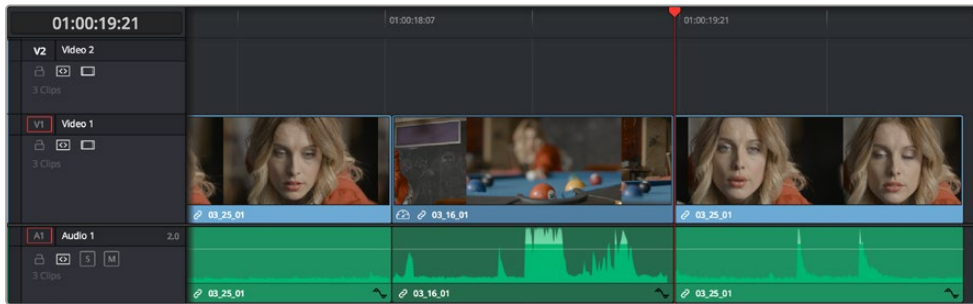 01:00:19:21
01:00:18:07
01:00:19:21
V2 Video 2
3 Clips
V1 Video 1
3 Clips
03_25_01
03_16_01
03_25_01
A1 Audio 1 2.0
S M
3 Clips
03_25_01
03_16_01
03_25_01